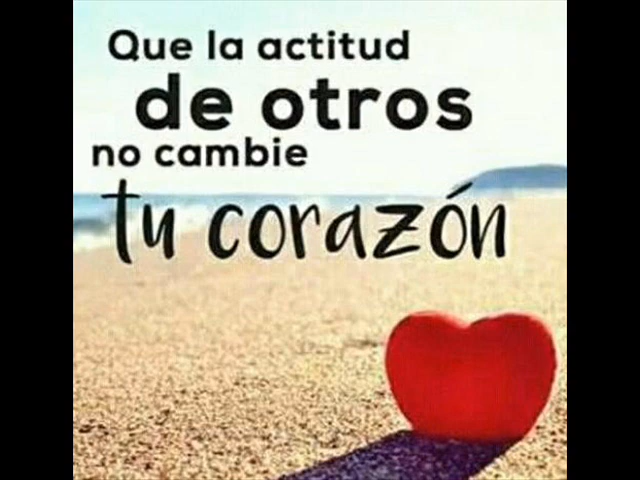 Que la actitud
de otros
no cambie
tu corazón